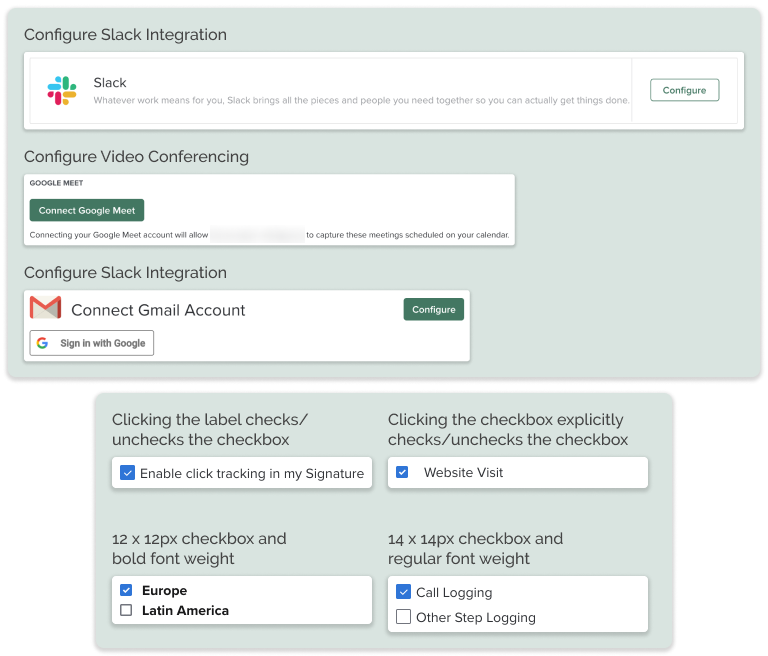 Configure Slack Integration
Slack
Whatever work means for you, Slack brings all the pieces and people you need together so you can actually get things done.
Configure
Configure Video Conferencing
GOOGLE MEET
Connect Google Meet
Connecting your Google Meet account will allow to capture these meetings scheduled on your calendar.
Configure Slack Integration
Connect Gmail Account
Configure
Sign in with Google
Clicking the label checks/
unchecks the checkbox
Enable click tracking in my Signature
Clicking the checkbox explicitly
checks/unchecks the checkbox
Website Visit
12 x 12px checkbox and
bold font weight
Europe
Latin America
14 x 14px checkbox and
regular font weight
Call Logging
Other Step Logging